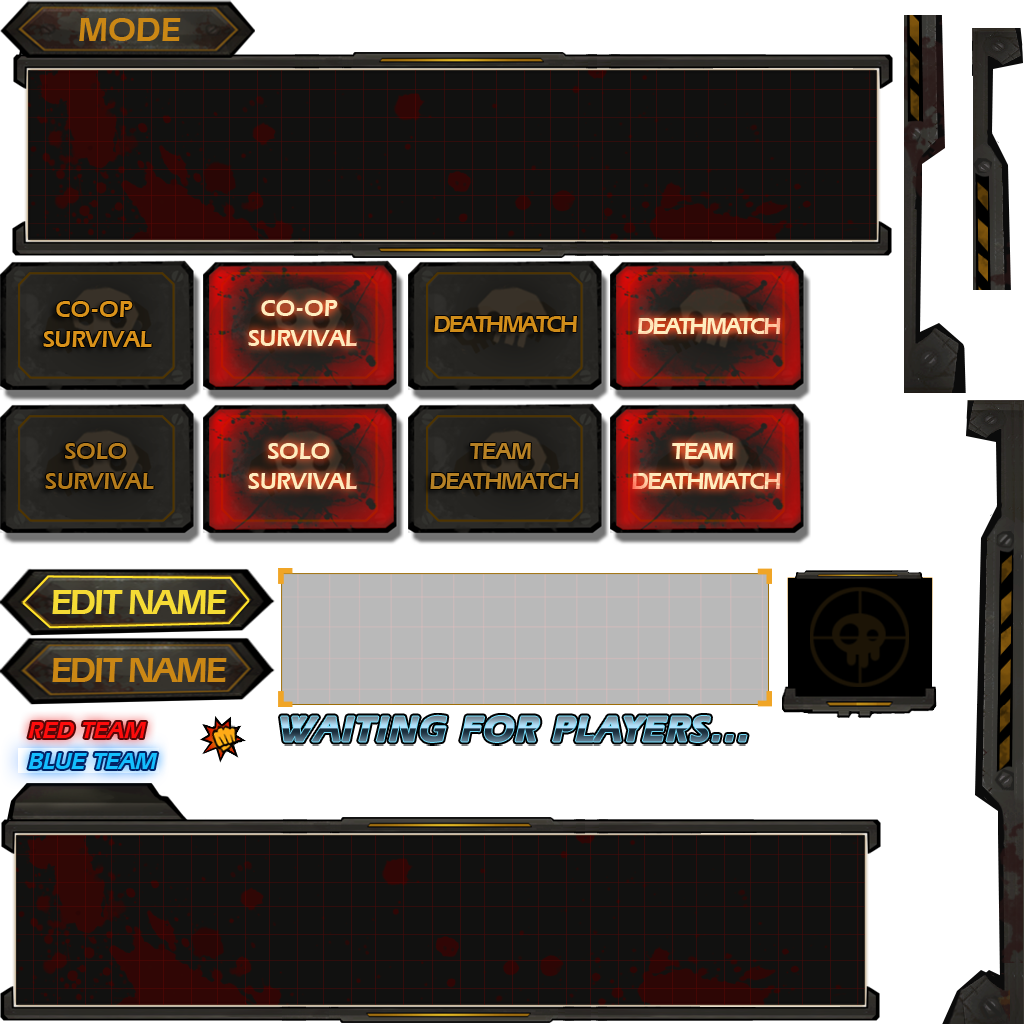 MODE
CO-OP
SURVIVAL
CO-OP
SURVIVAL
DEATHMATCH
DEATHMATCH
SOLO
SURVIVAL
SOLO
SURVIVAL
TEAM
DEATHMATCH
TEAM
DEATHMATCH
EDIT NAME
EDIT NAME
RED TEAM
BLUE TEAM
WAITING FOR PLAYERS...